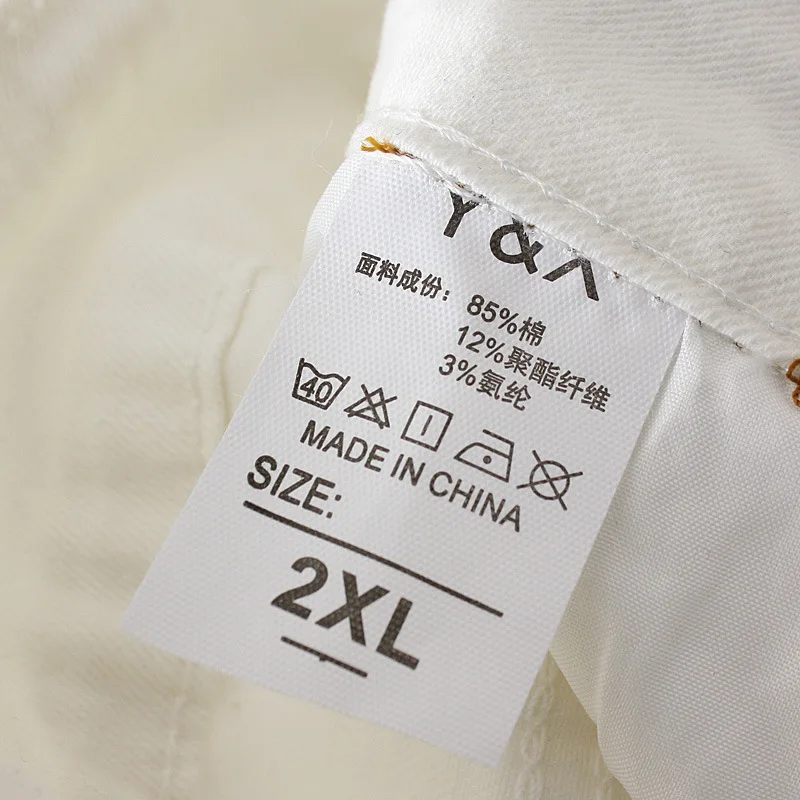 Y&Λ
面料成份: 85%棉
12%聚酯纤维
3%氨纶
40
MADE IN CHINA
SIZE:
2XL